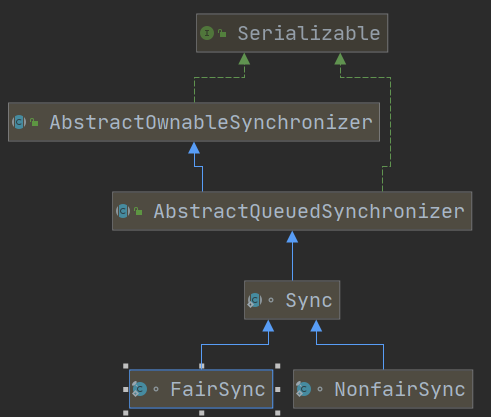 Serializable
AbstractOwnableSynchronizer
AbstractQueuedSynchronizer
Sync
FairSync
NonfairSync